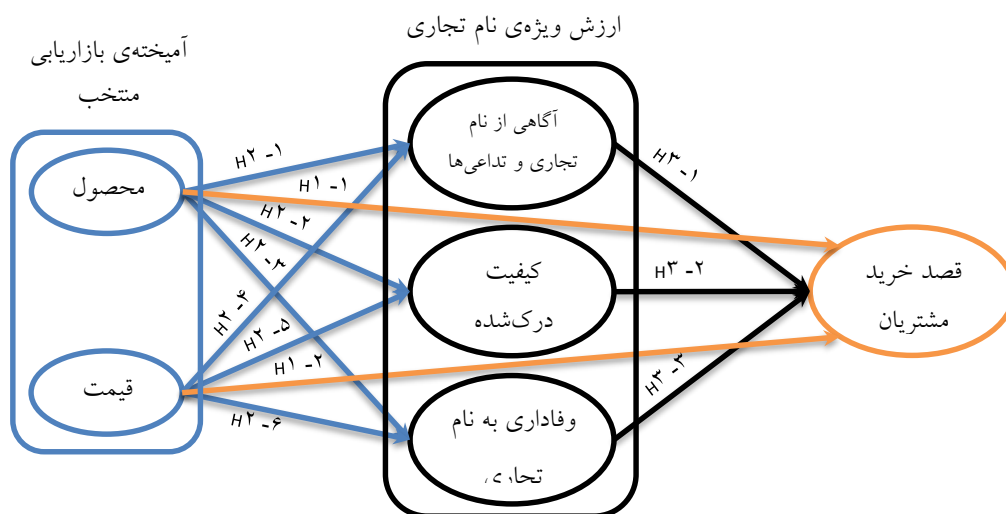 ارزش ویژه‌ی نام تجاری
آمیخته‌ی بازاریابی
منتخب
آگاهی از نام
تجاری و تداعی‌ها
محصول
کیفیت
درک‌شده
قصد خرید
مشتریان
قیمت
وفاداری به نام
تجاری
H۲ -۱
H۱ -۱
H۲ -۲
H۲ -۳
H۲ -۴
H۲ -۵
H۱ -۲
H۲ -۶
H۳ -۱
H۳ -۲
H۳ -۳